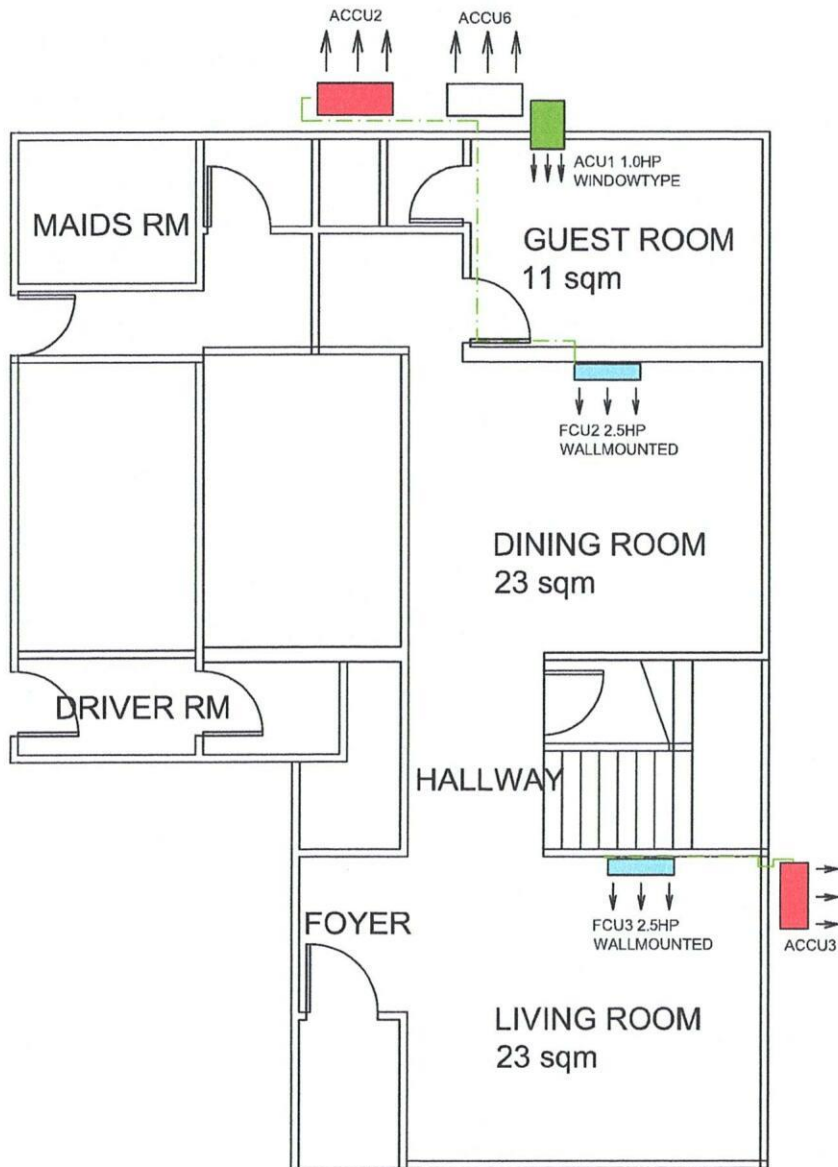 ACCU2
ACCU6
ACU1 1.0HP
WINDOWTYPE
MAIDS RM
GUEST ROOM
11 sqm
FCU2 2.5HP
WALLMOUNTED
DINING ROOM
23 sqm
DRIVER RM
HALLWAY
FOYER
FCU3 2.5HP
WALLMOUNTED
ACCU3
LIVING ROOM
23 sqm